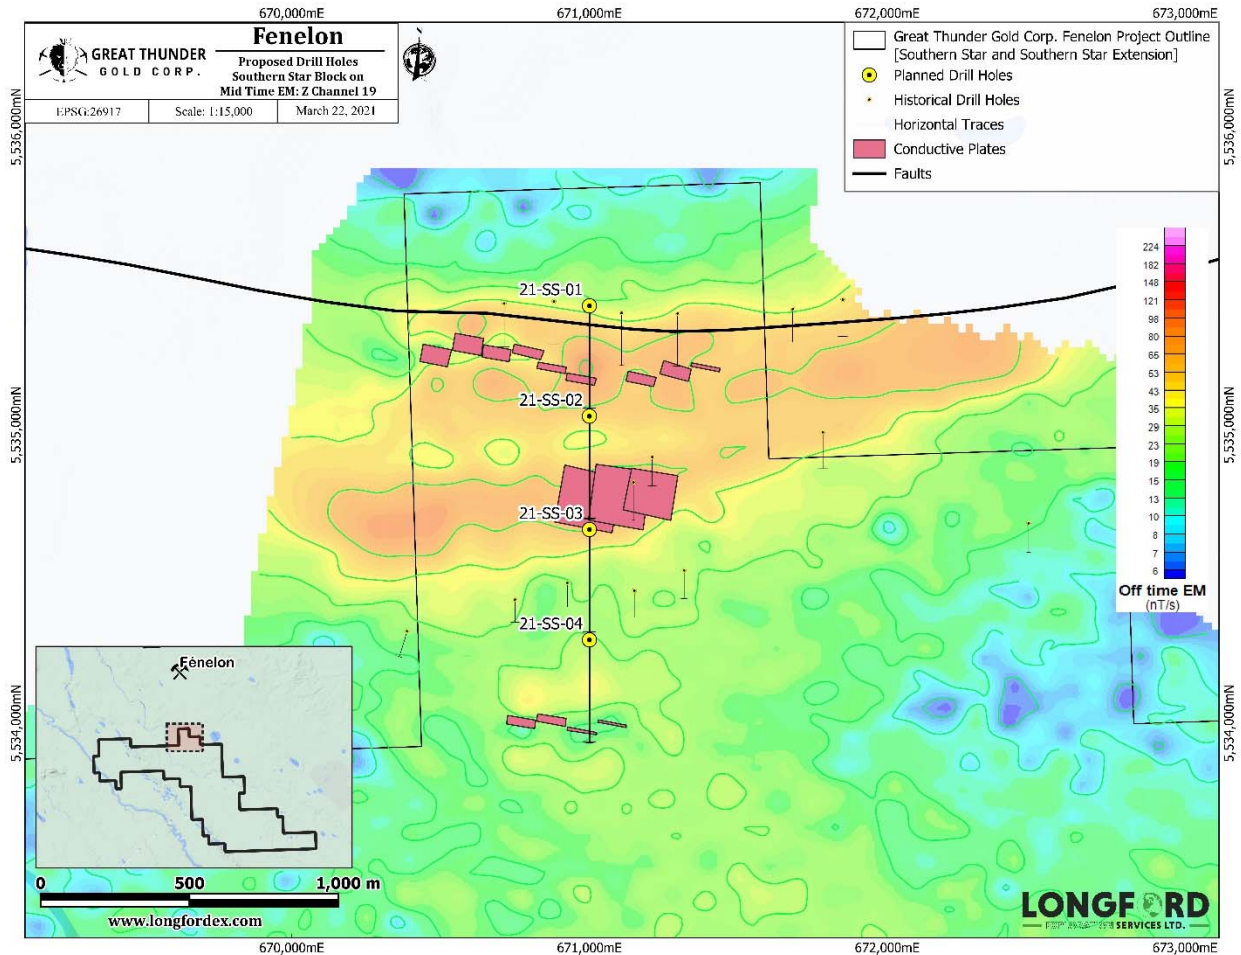 670,000mE 671,000mE 672,000mE 673,000mE
GREAT THUNDER
GOLD CORP.
Fenelon
Proposed Drill Holes
Southern Star Block on
Mid Time EM: Z Channel 19
EPSG:26917 Scale: 1:15,000 March 22, 2021
Great Thunder Gold Corp. Fenelon Project Outline
[Southern Star and Southern Star Extension]
Planned Drill Holes
Historical Drill Holes
Horizontal Traces
Conductive Plates
Faults
5,536,000mN 5,536,000mN
224
182
148
121
98
80
65
53
43
35
29
23
19
15
13
10
8
7
6
Off time EM
(nT/s)
21-SS-01
21-SS-02
5,535,000mN 5,535,000mN
21-SS-03
21-SS-04
Fénelon
5,534,000mN 5,534,000mN
0 500 1,000 m
www.longfordex.com
LONGFORD
EXPLORATION SERVICES LTD.
670,000mE 671,000mE 672,000mE 673,000mE